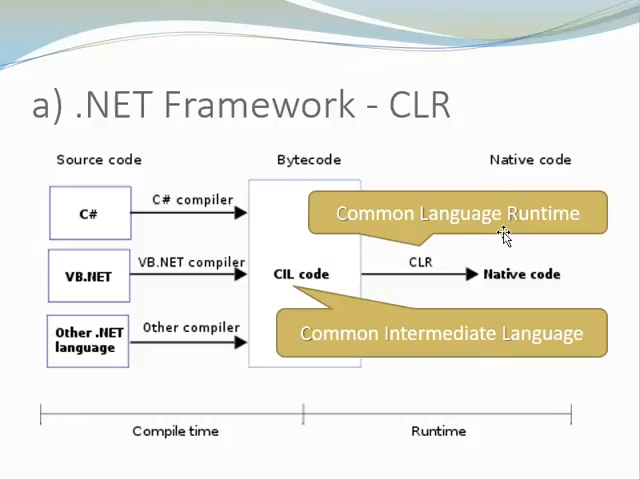 a) .NET Framework - CLR
Source code
Bytecode
Native code
C# compiler
C#
Common Language Runtime
VB.NET compiler
CLR
VB.NET
CIL code
Native code
Other compiler
Other .NET
language
Common Intermediate Language
Compile time
Runtime